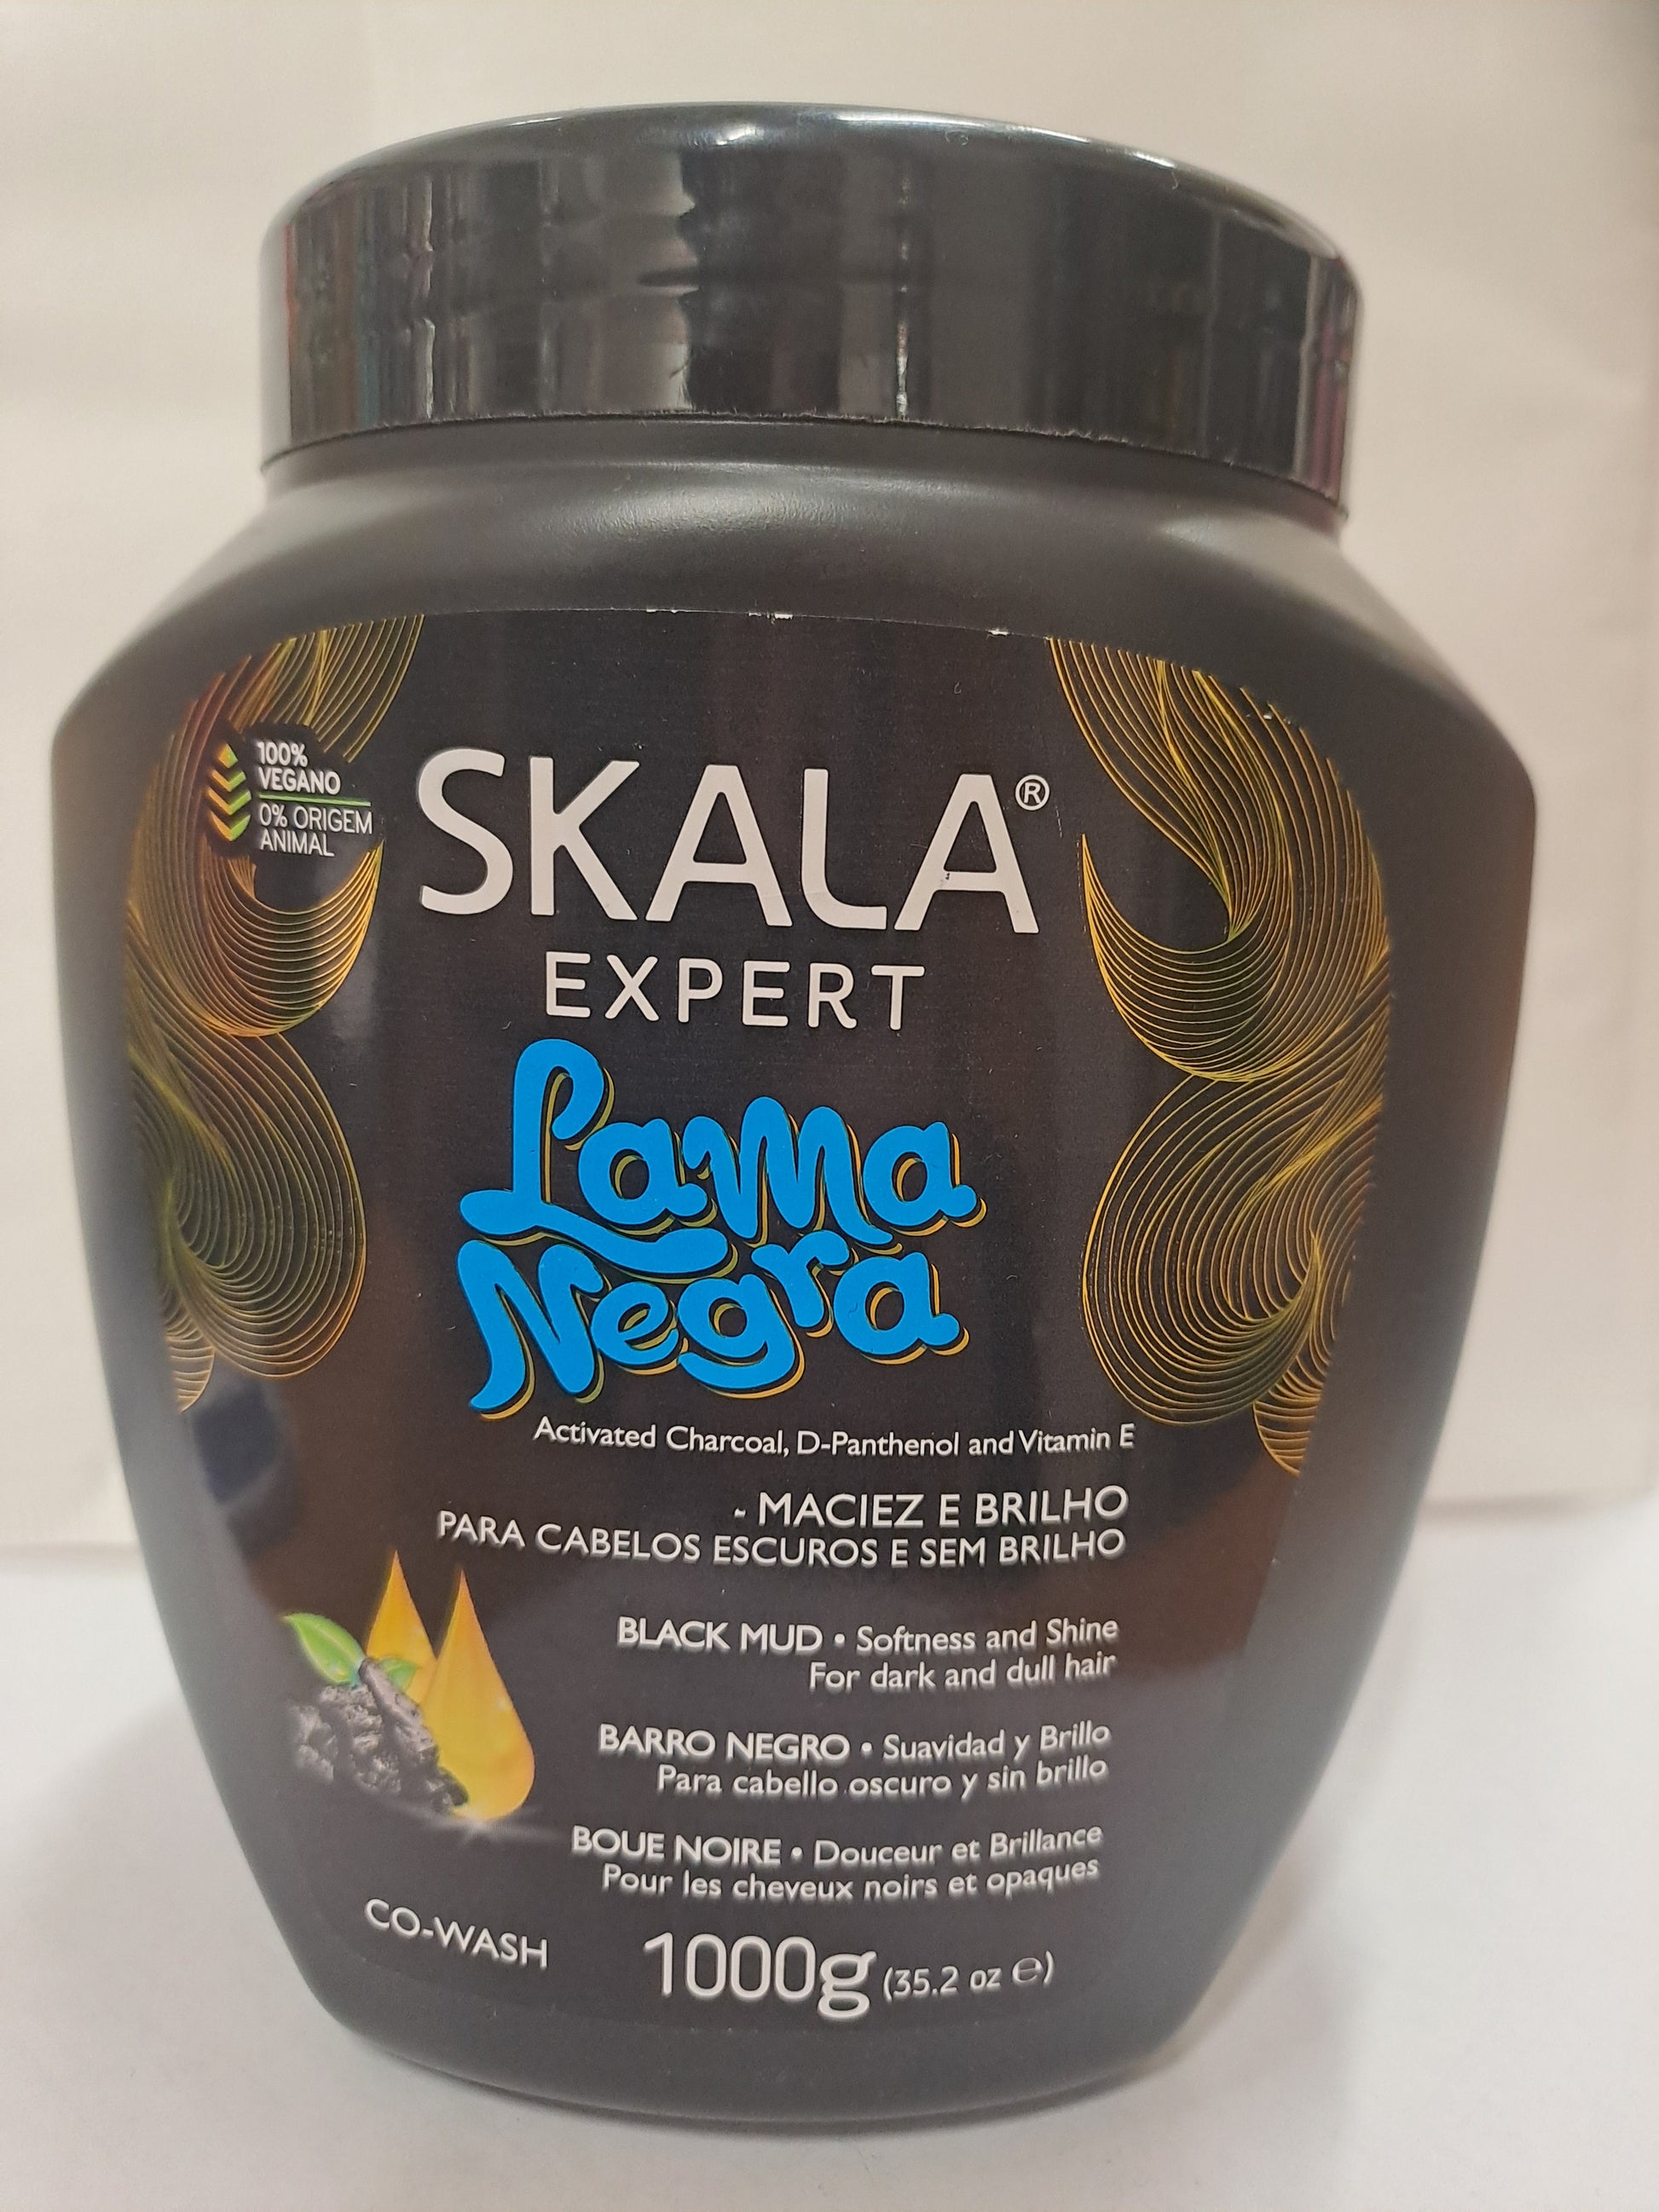 100%
VEGANO
0% ORIGEM
ANIMAL
SKALA®
EXPERT
Lama
Negra
Activated Charcoal, D-Panthenol and Vitamin E
- MACIEZ E BRILHO
PARA CABELOS ESCUROS E SEM BRILHO
BLACK MUD • Softness and Shine
For dark and dull hair
BARRO NEGRO • Suavidad y Brillo
Para cabello oscuro y sin brillo
BOUE NOIRE • Douceur et Brillance
Pour les cheveux noirs et opaques
CO-WASH
1000g (35.2 oz ℮)